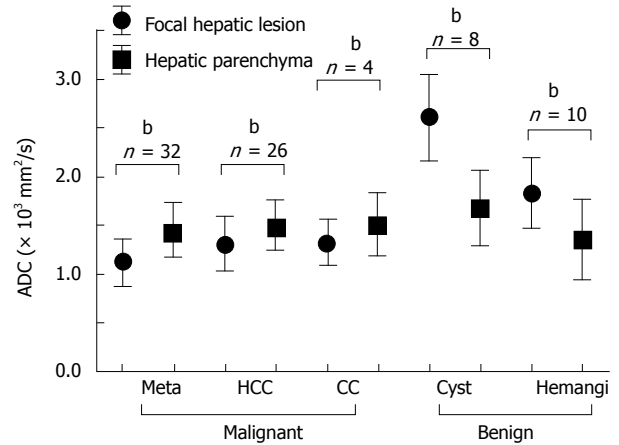 Focal hepatic lesion
Hepatic parenchyma
b
n = 32
b
n = 26
b
n = 4
b
n = 8
b
n = 10
ADC (× 10³ mm²/s)
3.0
2.0
1.0
0.0
Meta
HCC
CC
Cyst
Hemangi
Malignant
Benign